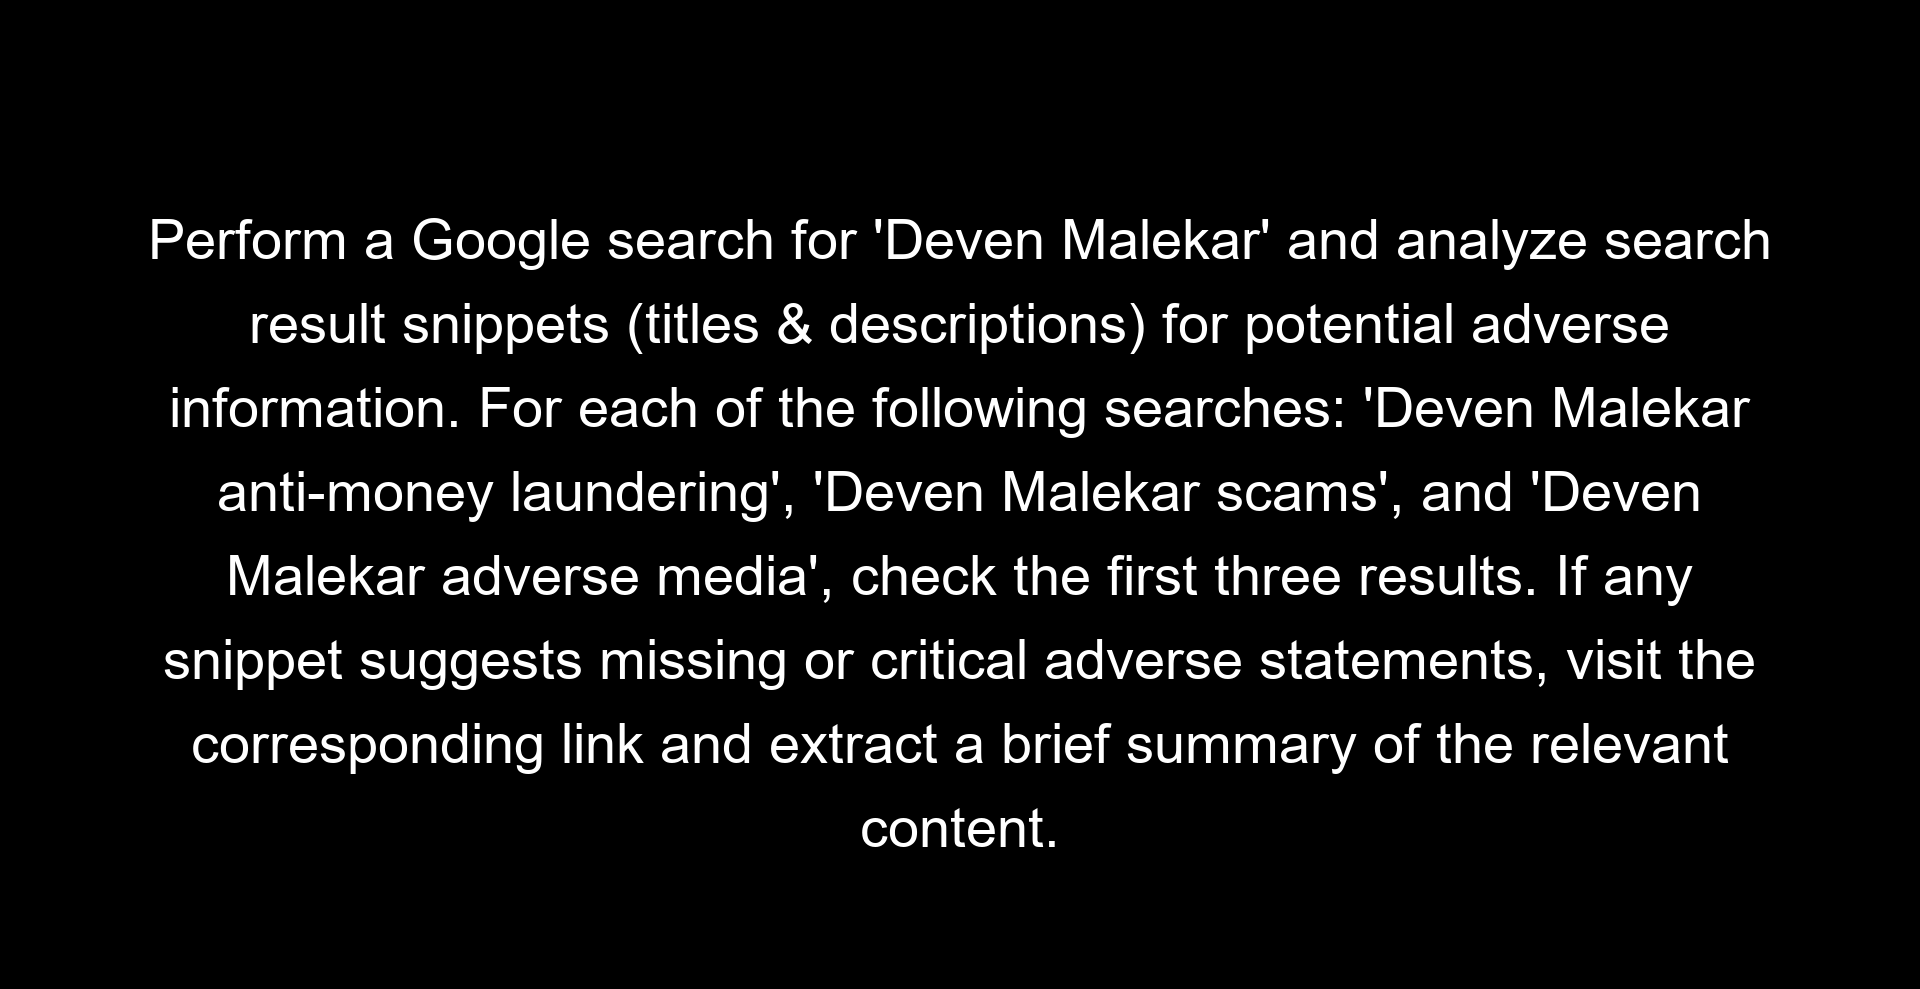 Perform a Google search for 'Deven Malekar' and analyze search
result snippets (titles & descriptions) for potential adverse
information. For each of the following searches: 'Deven Malekar
anti-money laundering', 'Deven Malekar scams', and 'Deven
Malekar adverse media', check the first three results. If any
snippet suggests missing or critical adverse statements, visit the
corresponding link and extract a brief summary of the relevant
content.